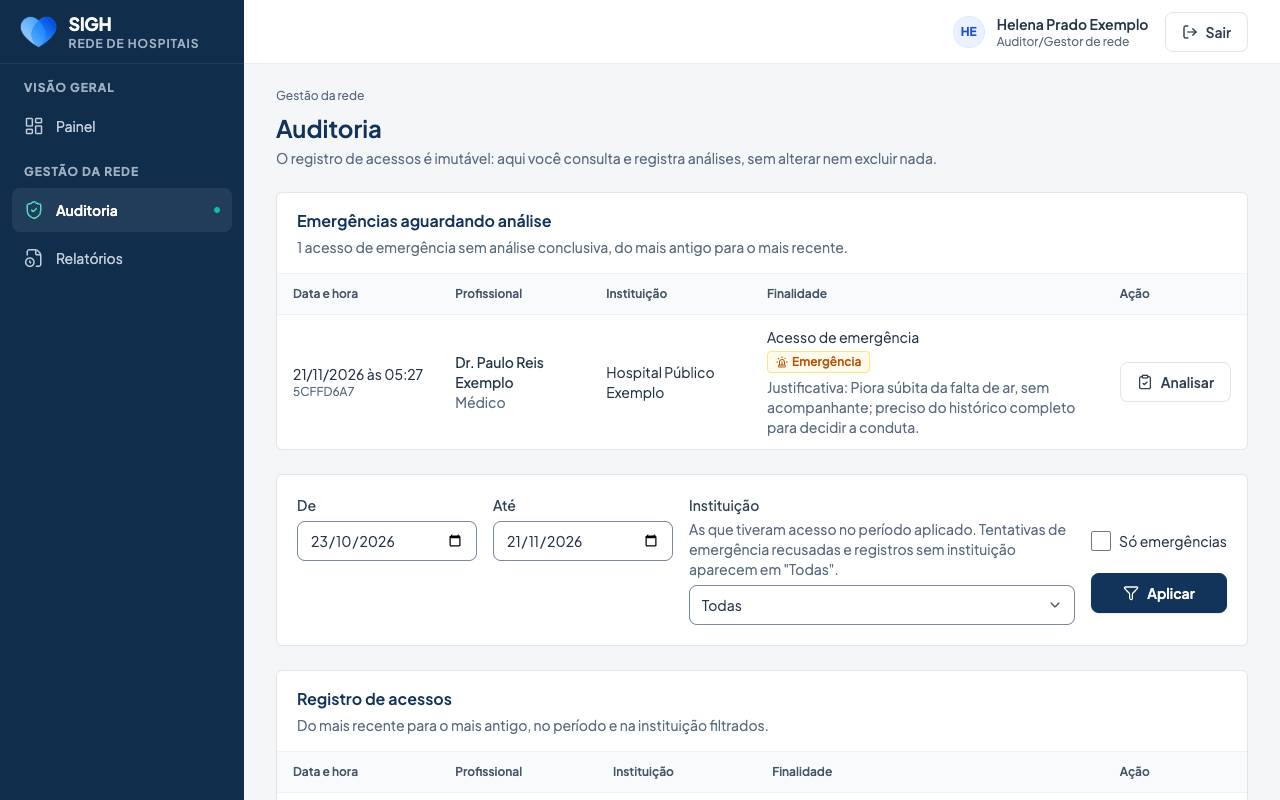 SIGH
REDE DE HOSPITAIS
VISÃO GERAL
Painel
GESTÃO DA REDE
Auditoria
Relatórios
HE
Helena Prado Exemplo
Auditor/Gestor de rede
Sair
Gestão da rede
Auditoria
O registro de acessos é imutável: aqui você consulta e registra análises, sem alterar nem excluir nada.
Emergências aguardando análise
1 acesso de emergência sem análise conclusiva, do mais antigo para o mais recente.
Data e hora Profissional Instituição Finalidade Ação
21/11/2026 às 05:27
5CFFD6A7
Dr. Paulo Reis
Exemplo
Médico
Hospital Público
Exemplo
Acesso de emergência
Emergência
Justificativa: Piora súbita da falta de ar, sem
acompanhante; preciso do histórico completo
para decidir a conduta.
Analisar
De
23/10/2026
Até
21/11/2026
Instituição
As que tiveram acesso no período aplicado. Tentativas de
emergência recusadas e registros sem instituição
aparecem em "Todas".
Todas
Só emergências
Aplicar
Registro de acessos
Do mais recente para o mais antigo, no período e na instituição filtrados.
Data e hora Profissional Instituição Finalidade Ação